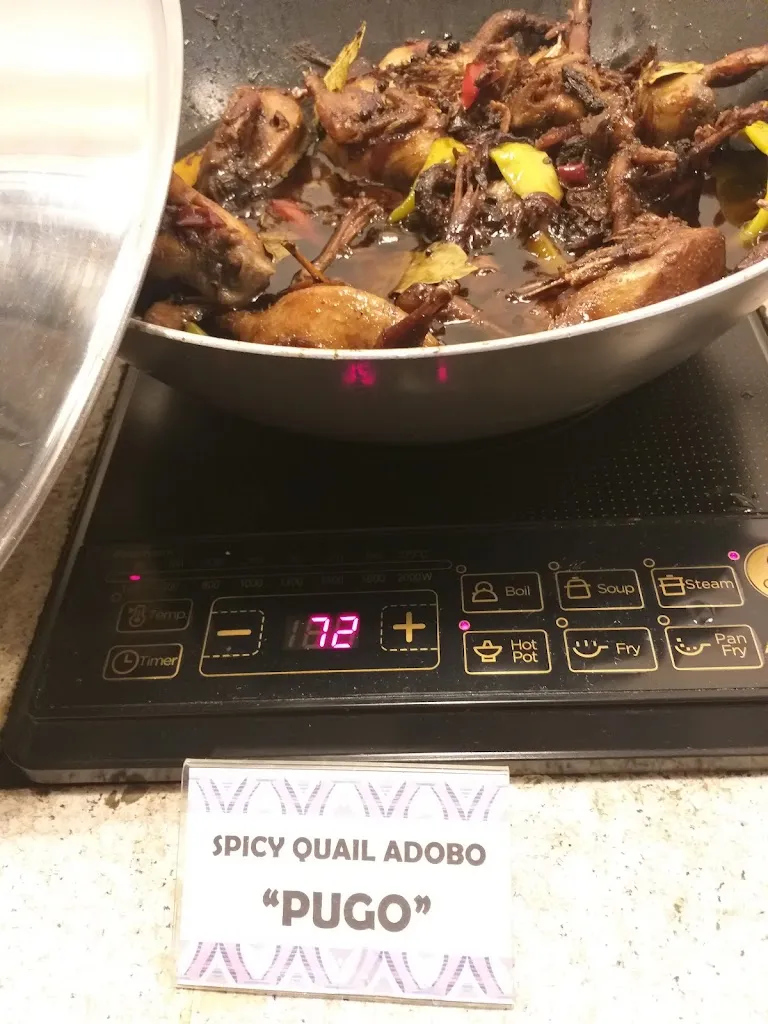 Boil
Soup
Steam
Temp.
72
Hot
Pot
Fry
Pan
Fry
Timer
SPICY QUAIL ADOBO
“PUGO”